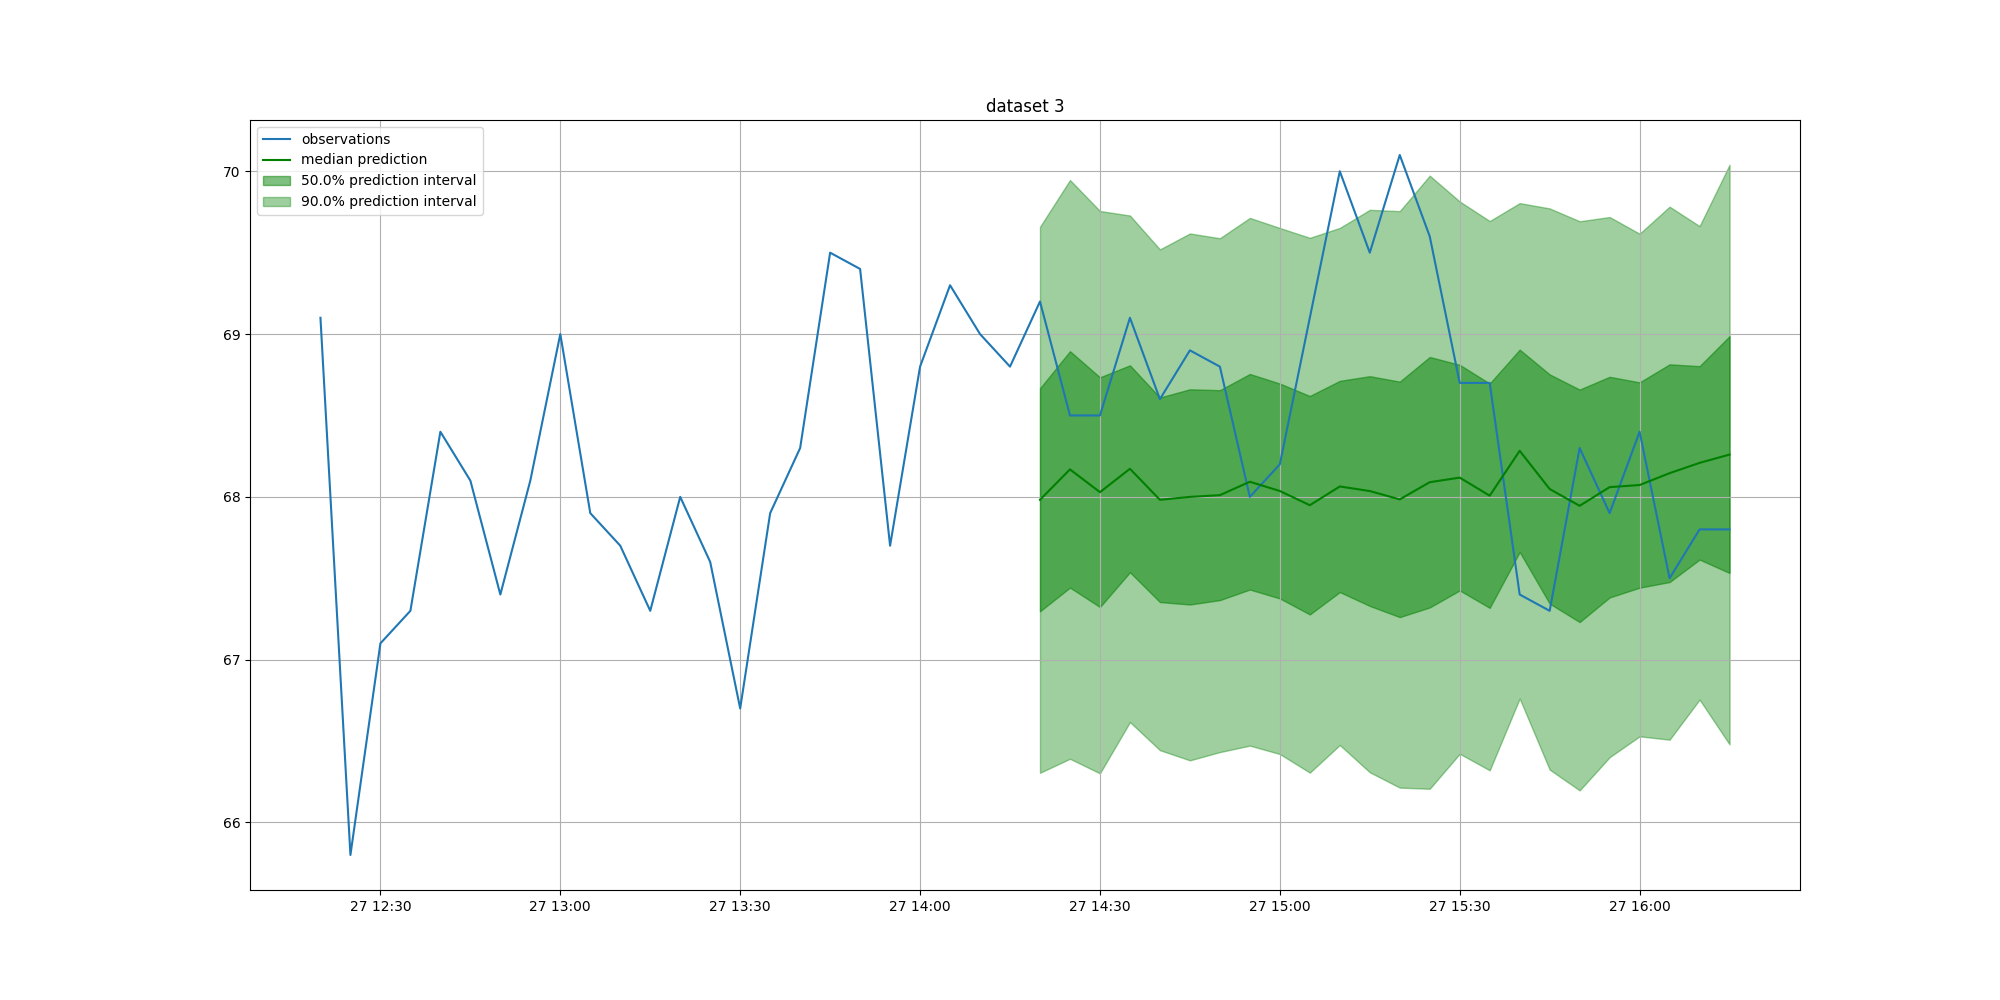 dataset 3
observations
median prediction
50.0% prediction interval
90.0% prediction interval
70
69
68
67
66
27 12:30
27 13:00
27 13:30
27 14:00
27 14:30
27 15:00
27 15:30
27 16:00